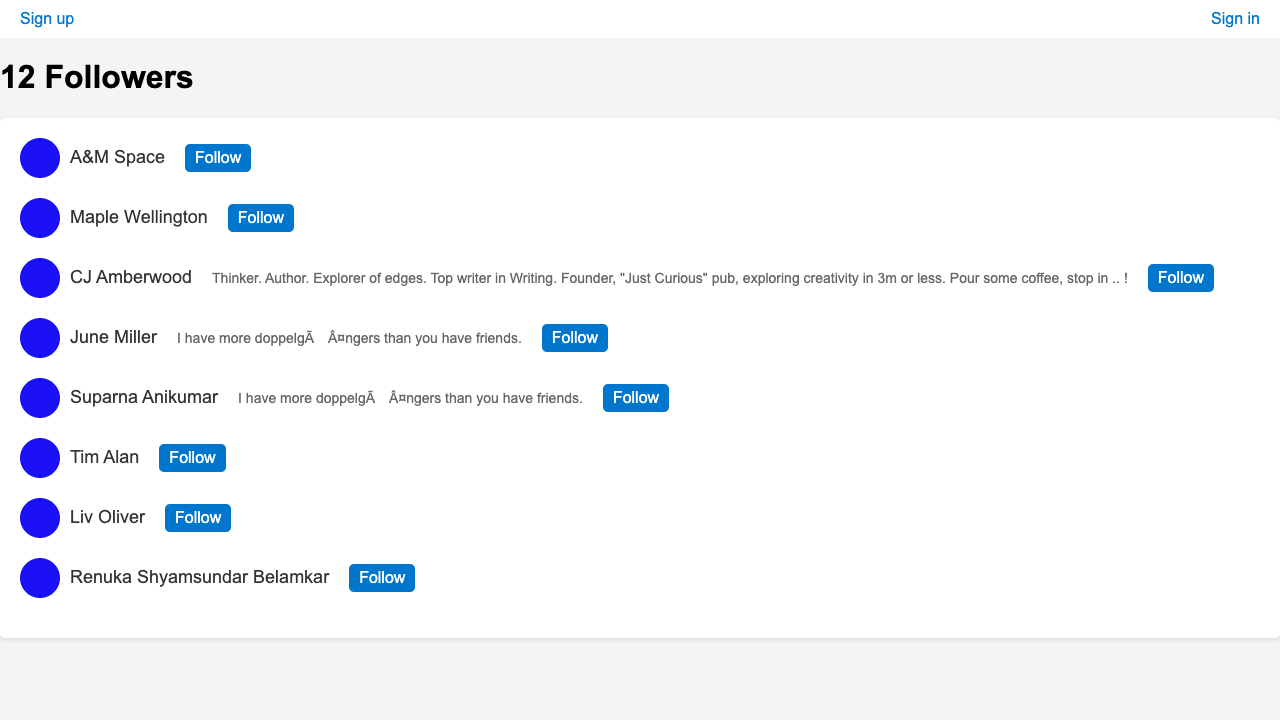 Sign up Sign in
12 Followers
A&M Space Follow
Maple Wellington Follow
CJ Amberwood Thinker. Author. Explorer of edges. Top writer in Writing. Founder, "Just Curious" pub, exploring creativity in 3m or less. Pour some coffee, stop in .. ! Follow
June Miller I have more doppelgÃ Â¤ngers than you have friends. Follow
Suparna Anikumar I have more doppelgÃ Â¤ngers than you have friends. Follow
Tim Alan Follow
Liv Oliver Follow
Renuka Shyamsundar Belamkar Follow